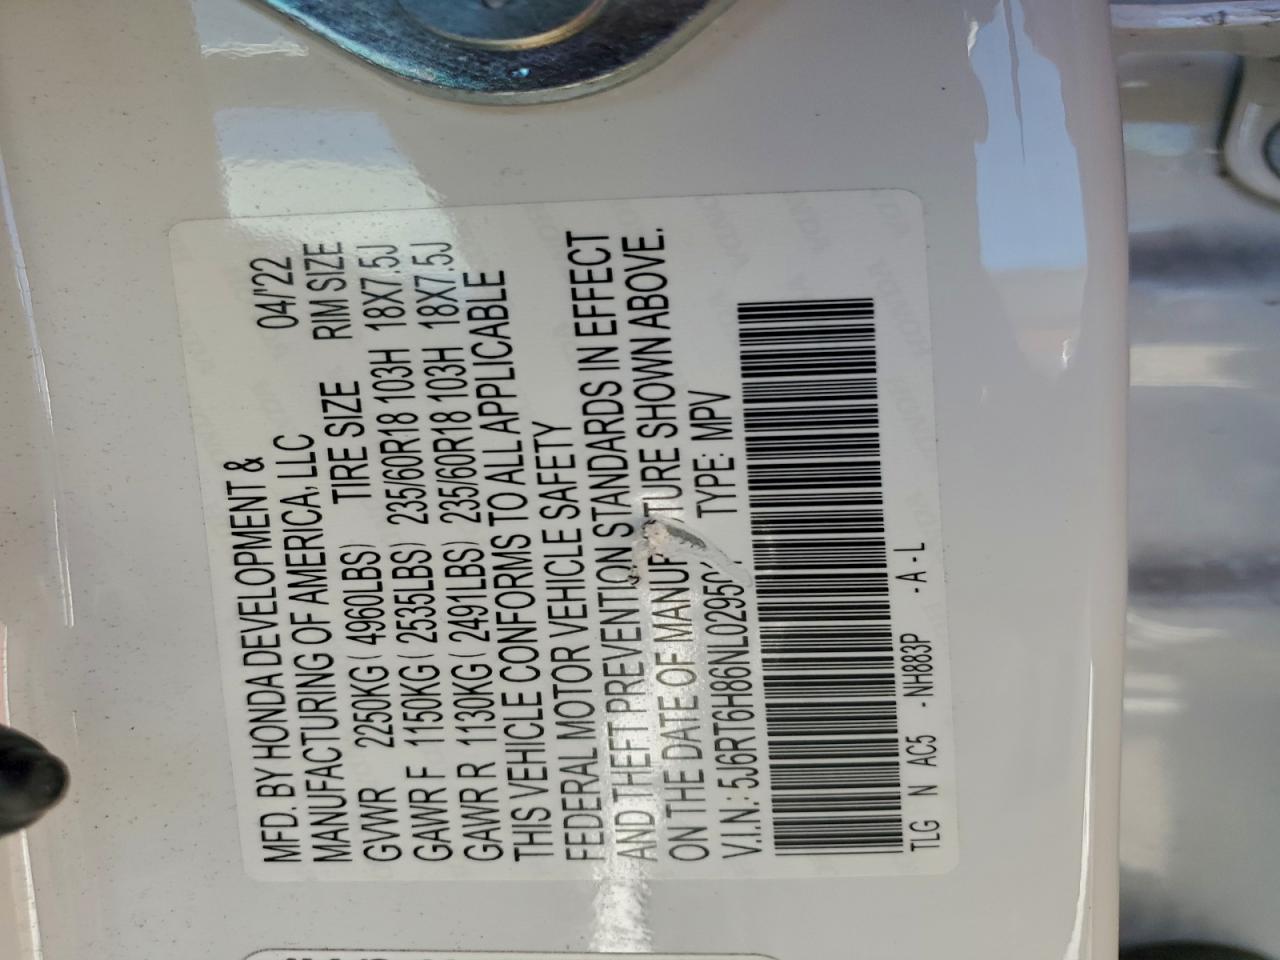 MFD. BY HONDA DEVELOPMENT &
MANUFACTURING OF AMERICA, LLC 04/'22
GVWR 2250KG ( 4960LBS) TIRE SIZE RIM SIZE
GAWR F 1150KG ( 2535LBS) 235/60R18 103H 18X7.5J
GAWR R 1130KG ( 2491LBS) 235/60R18 103H 18X7.5J
THIS VEHICLE CONFORMS TO ALL APPLICABLE
FEDERAL MOTOR VEHICLE SAFETY
AND THEFT PREVENTION STANDARDS IN EFFECT
ON THE DATE OF MANUFACTURE SHOWN ABOVE.
V.I.N.: 5J6RT6H86NL02950 TYPE: MPV
TLG N AC5 -NH883P -A-L